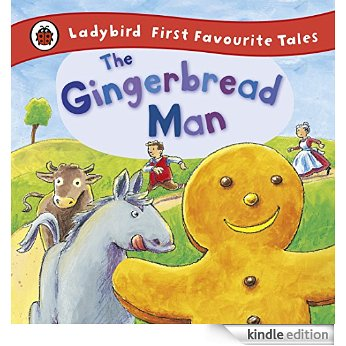 Ladybird First Favourite Tales
The
Gingerbread
Man
kindle edition